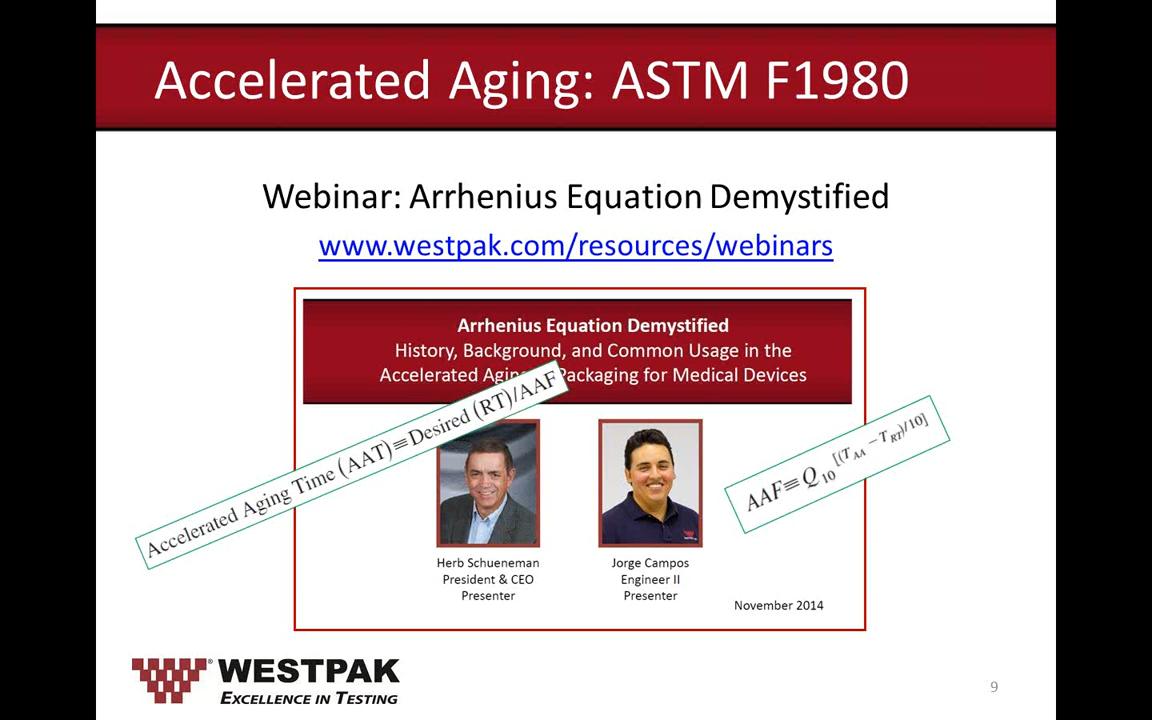 Accelerated Aging: ASTM F1980
Webinar: Arrhenius Equation Demystified
www.westpak.com/resources/webinars
Arrhenius Equation Demystified
History, Background, and Common Usage in the
Accelerated Aging Packaging for Medical Devices
Accelerated Aging Time (AAT)≡Desired (RT)/AAF
AAF≡Q10[(TAA −TRT)/10]
Herb Schueneman
President & CEO
Presenter
Jorge Campos
Engineer II
Presenter
November 2014
WESTPAK
EXCELLENCE IN TESTING
9